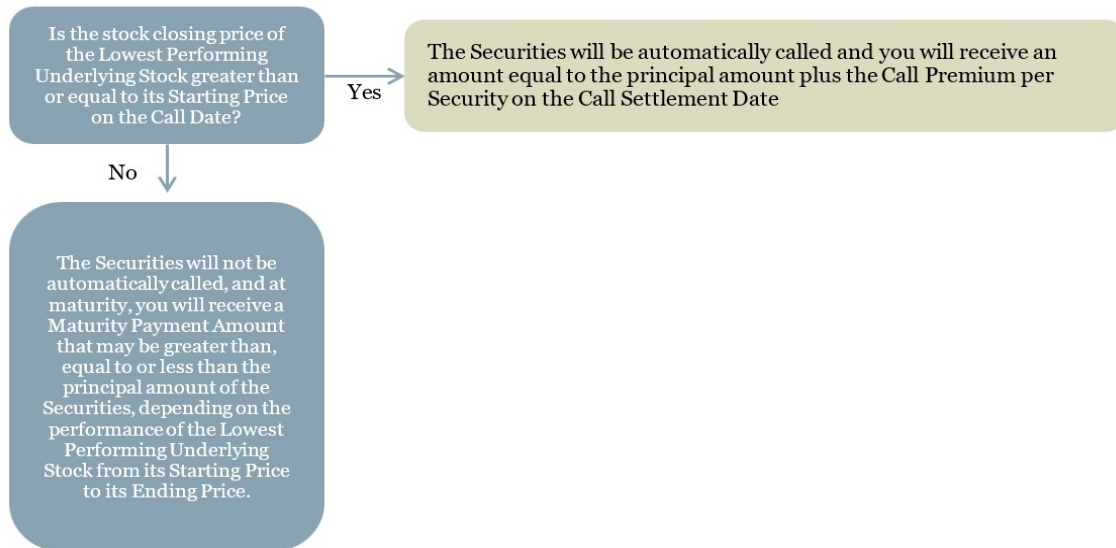 Is the stock closing price of
the Lowest Performing
Underlying Stock greater than
or equal to its Starting Price
on the Call Date?
Yes
The Securities will be automatically called and you will receive an
amount equal to the principal amount plus the Call Premium per
Security on the Call Settlement Date
No
The Securities will not be
automatically called, and at
maturity, you will receive a
Maturity Payment Amount
that may be greater than,
equal to or less than the
principal amount of the
Securities, depending on the
performance of the Lowest
Performing Underlying
Stock from its Starting Price
to its Ending Price.